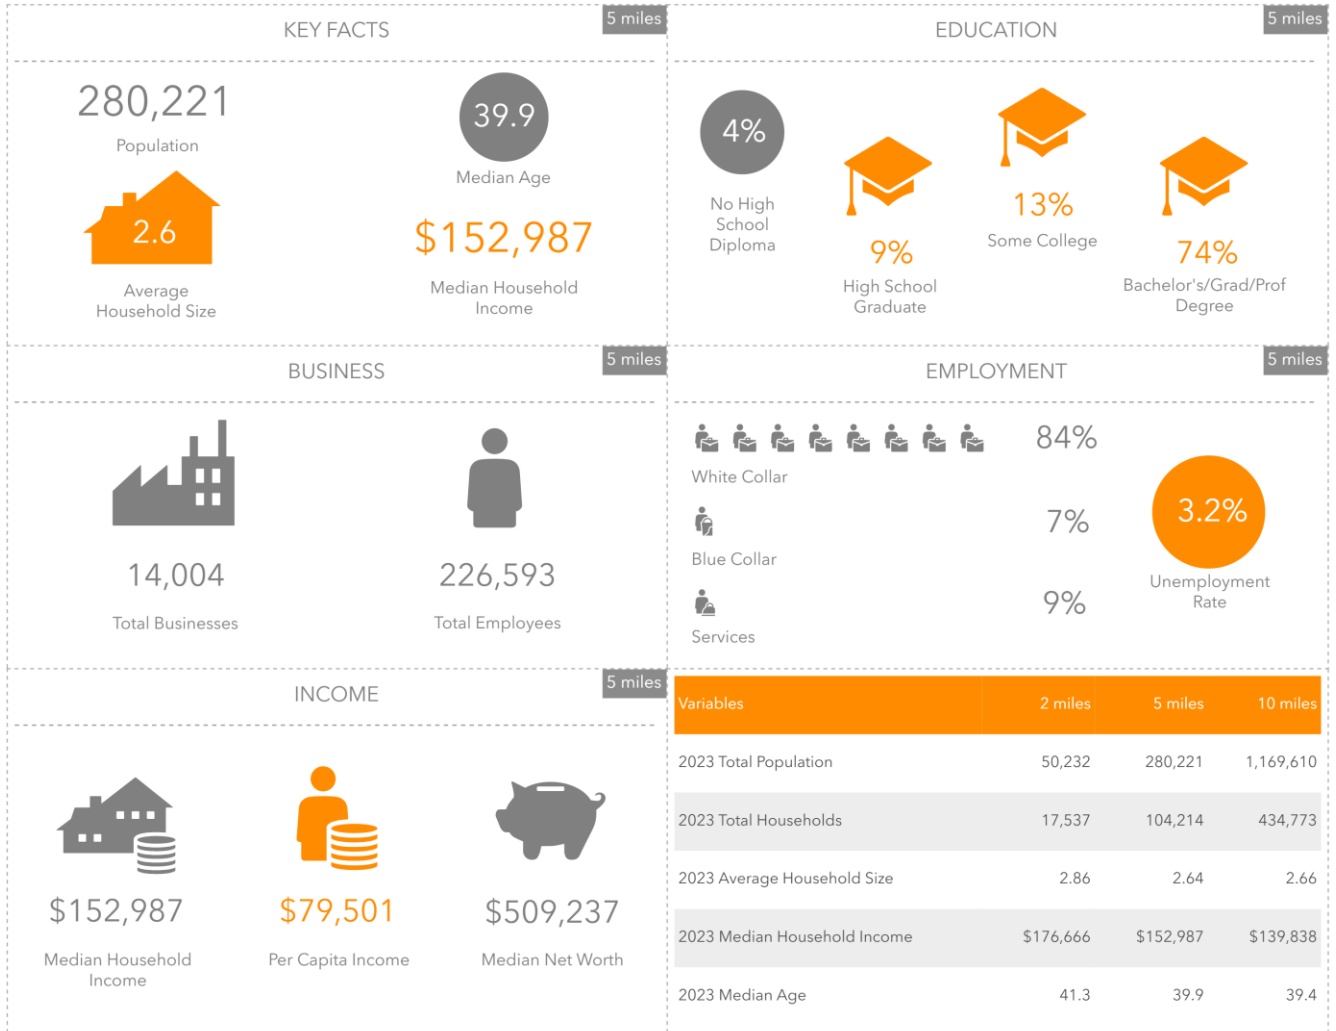 KEY FACTS
5 miles
280,221
Population
39.9
Median Age
2.6
Average
Household Size
$152,987
Median Household
Income
EDUCATION
5 miles
4%
No High
School
Diploma
9%
High School
Graduate
13%
Some College
74%
Bachelor's/Grad/Prof
Degree
BUSINESS
5 miles
14,004
Total Businesses
226,593
Total Employees
EMPLOYMENT
5 miles
84%
White Collar
7%
Blue Collar
9%
Services
3.2%
Unemployment
Rate
INCOME
5 miles
$152,987
Median Household
Income
$79,501
Per Capita Income
$509,237
Median Net Worth
Variables 2 miles 5 miles 10 miles
2023 Total Population 50,232 280,221 1,169,610
2023 Total Households 17,537 104,214 434,773
2023 Average Household Size 2.86 2.64 2.66
2023 Median Household Income $176,666 $152,987 $139,838
2023 Median Age 41.3 39.9 39.4